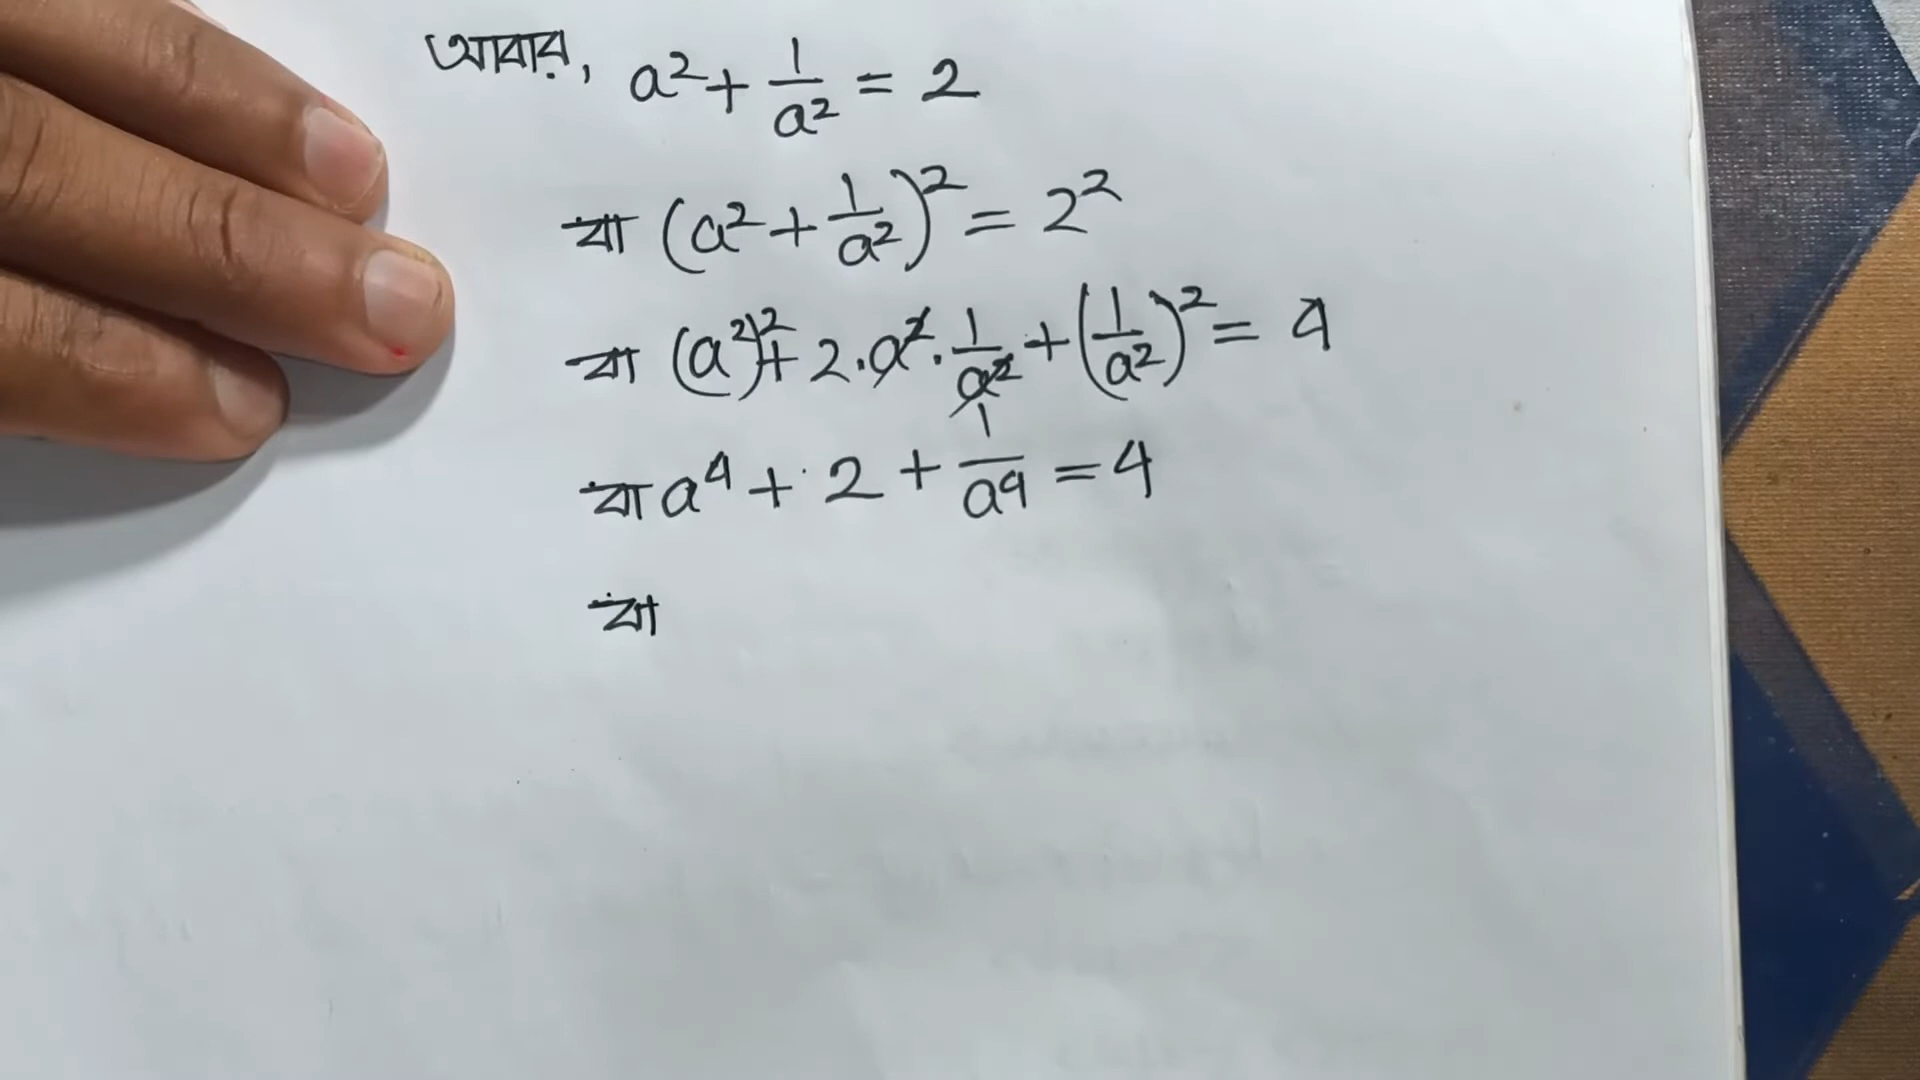 আবার, a² + 1/a² = 2
বা (a² + 1/a²)² = 2²
বা (a²)² + 2·a²·1/a² + (1/a²)² = 4
বা a⁴ + 2 + 1/a⁴ = 4
বা